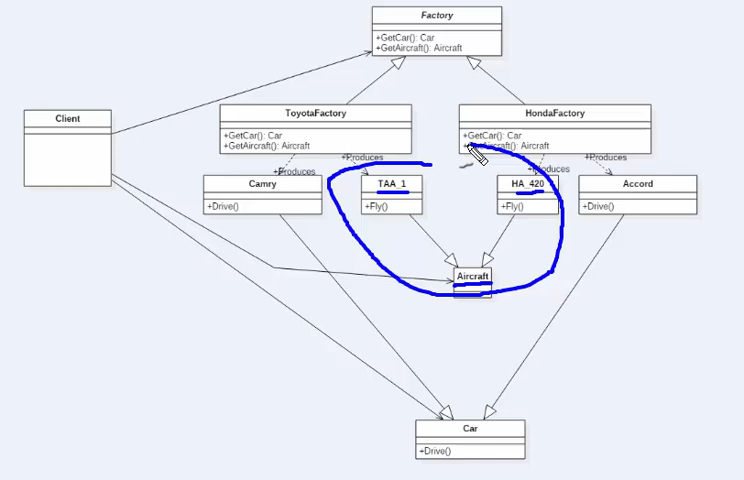 Factory
+GetCar(): Car
+GetAircraft(): Aircraft
Client
ToyotaFactory
+GetCar(): Car
+GetAircraft(): Aircraft
HondaFactory
+GetCar(): Car
Aircraft(): Aircraft
+Produces
+Produces
+Produces
+Produces
Camry
+Drive()
TAA_1
+Fly()
HA_420
+Fly()
Accord
+Drive()
Aircraft
Car
+Drive()